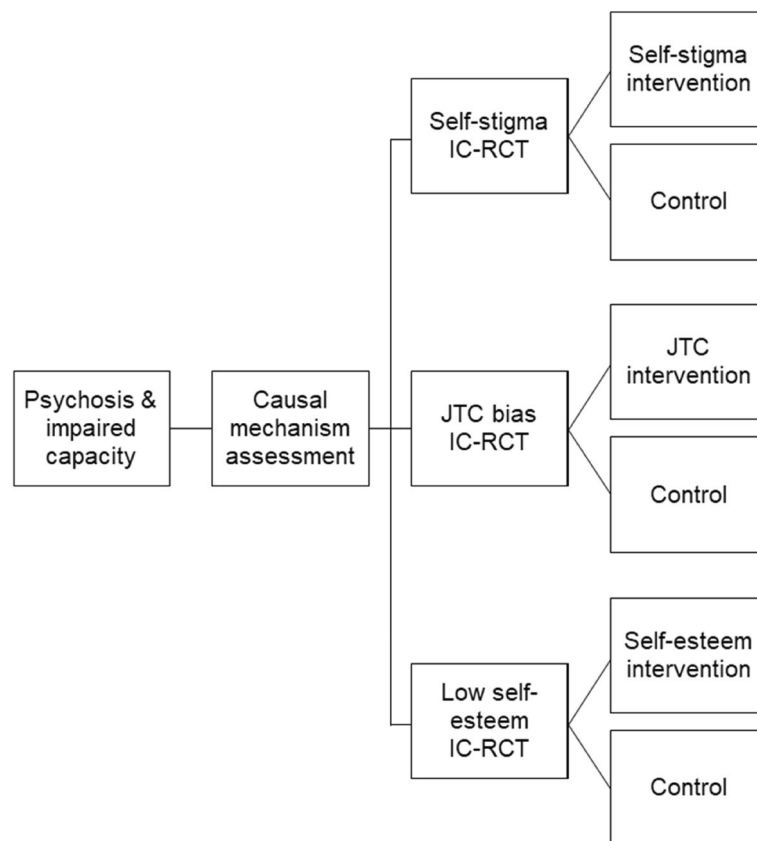 Psychosis &
impaired
capacity
Causal
mechanism
assessment
Self-stigma
IC-RCT
Self-stigma
intervention
Control
JTC bias
IC-RCT
JTC
intervention
Control
Low self-
esteem
IC-RCT
Self-esteem
intervention
Control